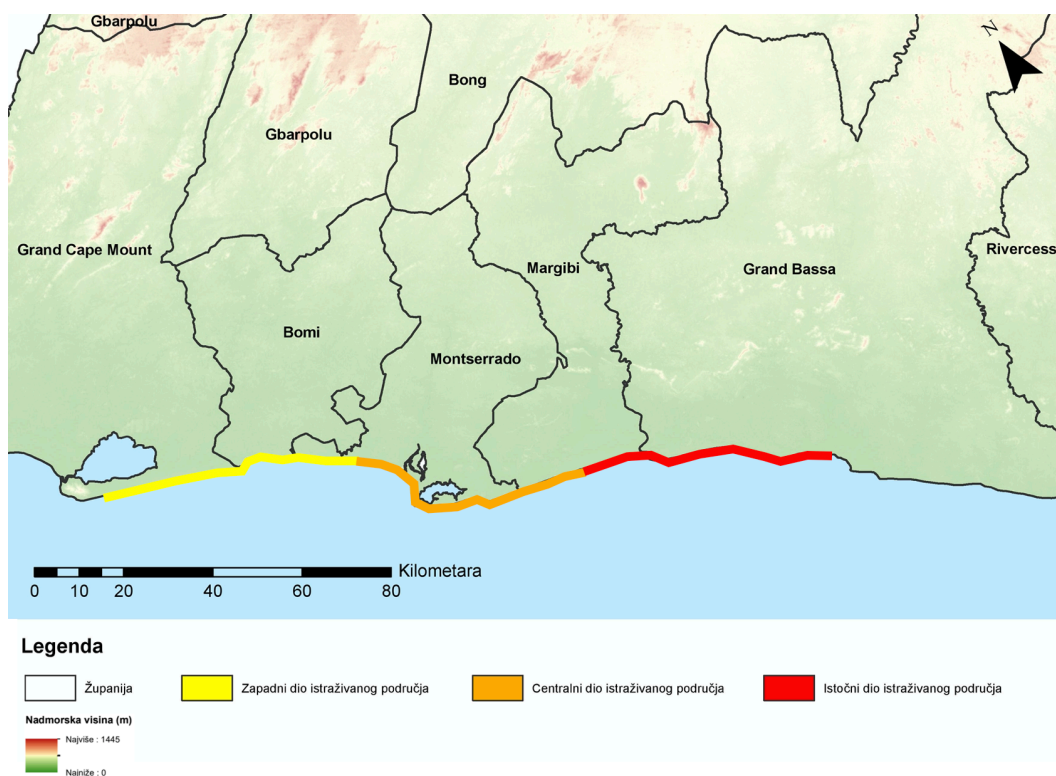 Gbarpolu
N
Bong
Gbarpolu
Grand Cape Mount
Margibi
Grand Bassa
Rivercess
Bomi
Montserrado
Kilometara
0 10 20 40 60 80
Legenda
Županija
Zapadni dio istraživanog područja
Centralni dio istraživanog područja
Istočni dio istraživanog područja
Nadmorska visina (m)
Najviše : 1445
Najniže : 0